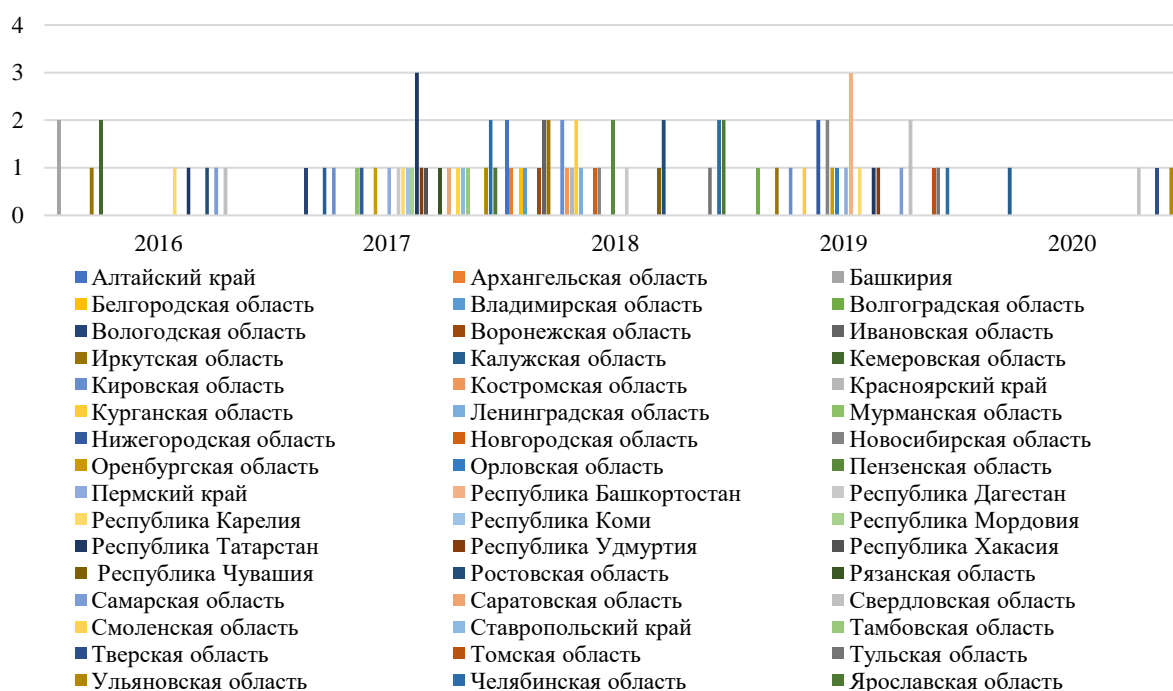 4
3
2
1
0
2016 2017 2018 2019 2020
Алтайский край Архангельская область Башкирия
Белгородская область Владимирская область Волгоградская область
Вологодская область Воронежская область Ивановская область
Иркутская область Калужская область Кемеровская область
Кировская область Костромская область Красноярский край
Курганская область Ленинградская область Мурманская область
Нижегородская область Новгородская область Новосибирская область
Оренбургская область Орловская область Пензенская область
Пермский край Республика Башкортостан Республика Дагестан
Республика Карелия Республика Коми Республика Мордовия
Республика Татарстан Республика Удмуртия Республика Хакасия
Республика Чувашия Ростовская область Рязанская область
Самарская область Саратовская область Свердловская область
Смоленская область Ставропольский край Тамбовская область
Тверская область Томская область Тульская область
Ульяновская область Челябинская область Ярославская область